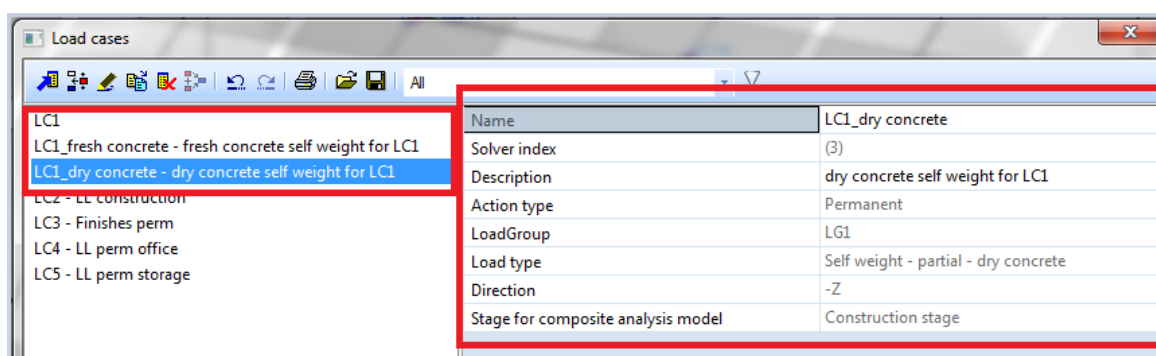 Load cases
All
LC1
LC1_fresh concrete - fresh concrete self weight for LC1
LC1_dry concrete - dry concrete self weight for LC1
LC2 - LL construction
LC3 - Finishes perm
LC4 - LL perm office
LC5 - LL perm storage
Name LC1_dry concrete
Solver index (3)
Description dry concrete self weight for LC1
Action type Permanent
LoadGroup LG1
Load type Self weight - partial - dry concrete
Direction -Z
Stage for composite analysis model Construction stage